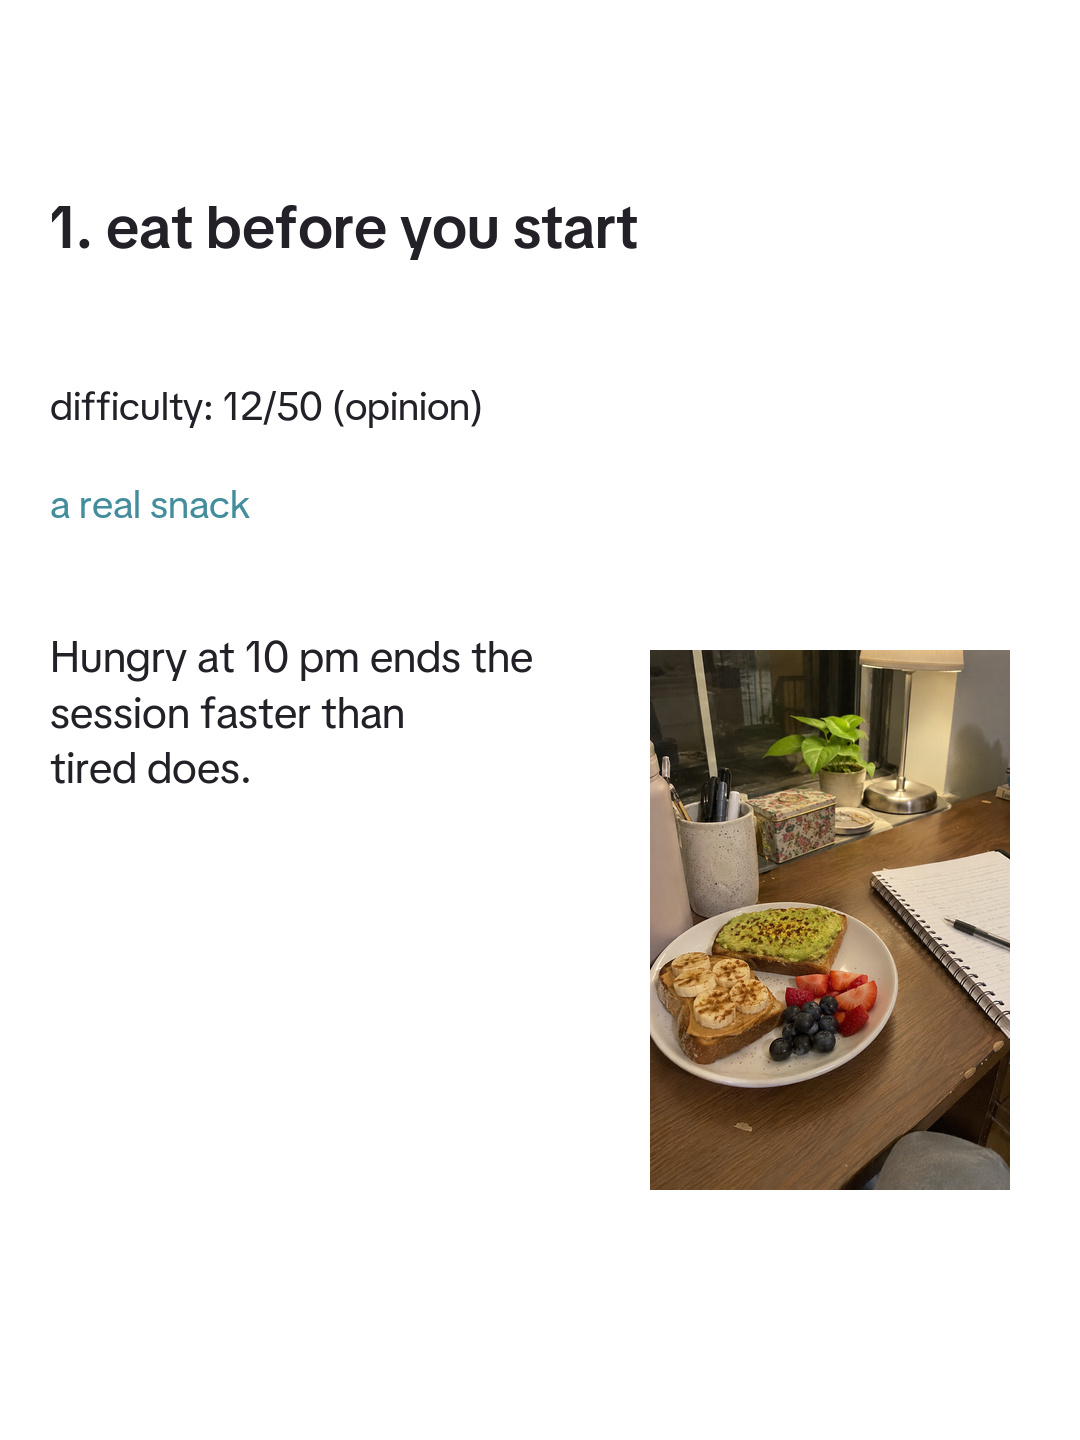 1. eat before you start
difficulty: 12/50 (opinion)
a real snack
Hungry at 10 pm ends the
session faster than
tired does.